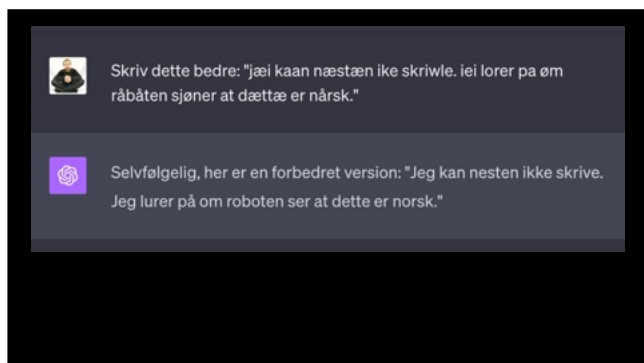 Skriv dette bedre: "jæi kaan næstæn ike skriwle. iei lorer pa øm
råbåten sjøner at dættæ er nårsk."
Selvfølgelig, her er en forbedret version: "Jeg kan nesten ikke skrive.
Jeg lurer på om roboten ser at dette er norsk."